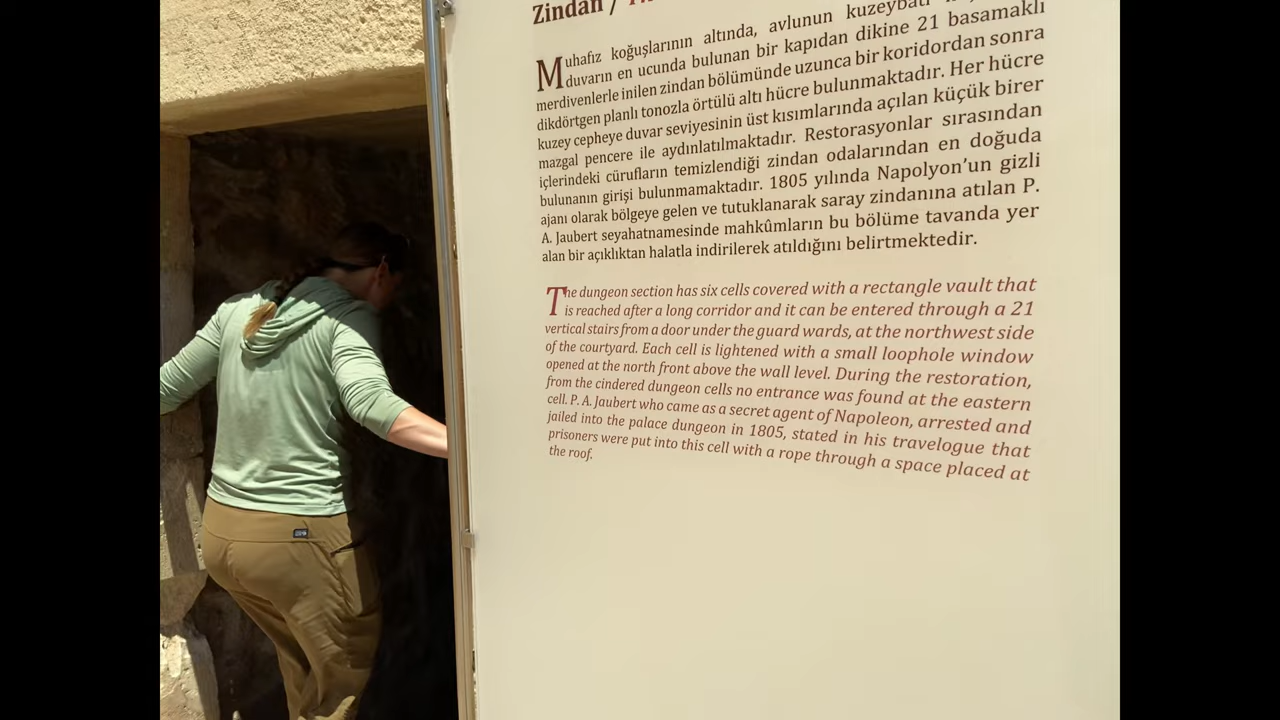 Zindan /
Muhafız koğuşlarının altında, avlunun kuzeybatı
duvarın en ucunda bulunan bir kapıdan dikine 21 basamaklı
merdivenlerle inilen zindan bölümünde uzunca bir koridordan sonra
dikdörtgen planlı tonozla örtülü altı hücre bulunmaktadır. Her hücre
kuzey cepheye duvar seviyesinin üst kısımlarında açılan küçük birer
mazgal pencere ile aydınlatılmaktadır. Restorasyonlar sırasından
içlerindeki cürufların temizlendiği zindan odalarından en doğuda
bulunanın girişi bulunmamaktadır. 1805 yılında Napolyon’un gizli
ajanı olarak bölgeye gelen ve tutuklanarak saray zindanına atılan P.
A. Jaubert seyahatnamesinde mahkûmların bu bölüme tavanda yer
alan bir açıklıktan halatla indirilerek atıldığını belirtmektedir.
The dungeon section has six cells covered with a rectangle vault that
is reached after a long corridor and it can be entered through a 21
vertical stairs from a door under the guard wards, at the northwest side
of the courtyard. Each cell is lightened with a small loophole window
opened at the north front above the wall level. During the restoration,
from the cindered dungeon cells no entrance was found at the eastern
cell. P. A. Jaubert who came as a secret agent of Napoleon, arrested and
jailed into the palace dungeon in 1805, stated in his travelogue that
prisoners were put into this cell with a rope through a space placed at
the roof.